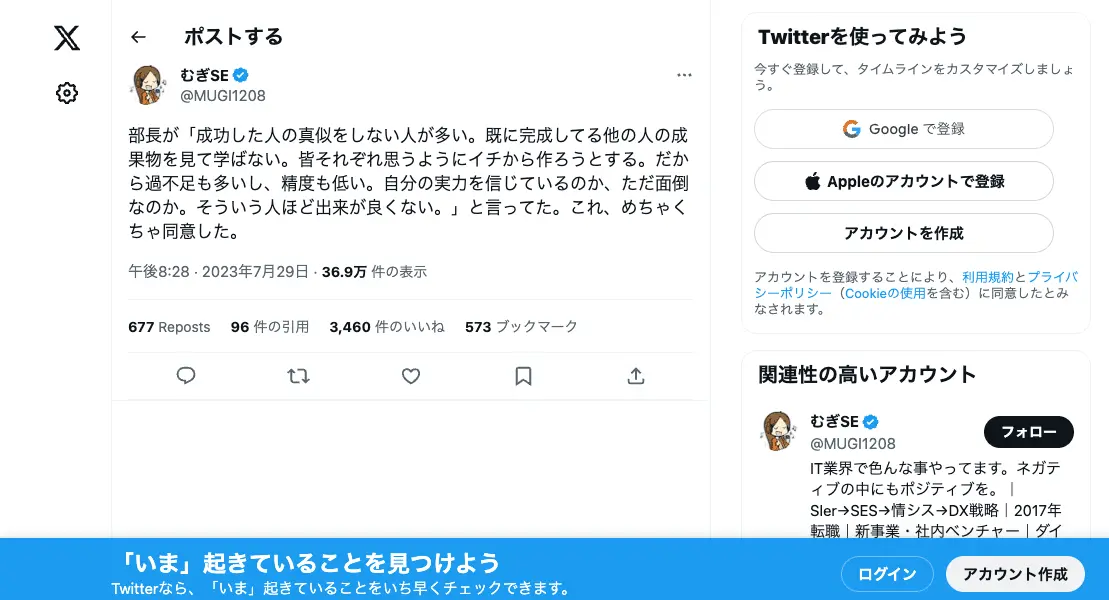 ポストする
むぎSE
@MUGI1208
部長が「成功した人の真似をしない人が多い。既に完成してる他の人の成
果物を見て学ばない。皆それぞれ思うようにイチから作ろうとする。だか
ら過不足も多いし、精度も低い。自分の実力を信じているのか、ただ面倒
なのか。そういう人ほど出来が良くない。」と言ってた。これ、めちゃく
ちゃ同意した。
午後8:28 · 2023年7月29日 · 36.9万 件の表示
677 Reposts 96 件の引用 3,460 件のいいね 573 ブックマーク
Twitterを使ってみよう
今すぐ登録して、タイムラインをカスタマイズしましょ
う。
Google で登録
Appleのアカウントで登録
アカウントを作成
アカウントを登録することにより、利用規約とプライバ
シーポリシー（Cookieの使用を含む）に同意したとみ
なされます。
関連性の高いアカウント
むぎSE
@MUGI1208
フォロー
IT業界で色んな事やってます。ネガテ
ィブの中にもポジティブを。｜
SIer→SES→情シス→DX戦略｜2017年
転職｜新事業・社内ベンチャー｜ダイ
「いま」起きていることを見つけよう
Twitterなら、「いま」起きていることをいち早くチェックできます。
ログイン
アカウント作成